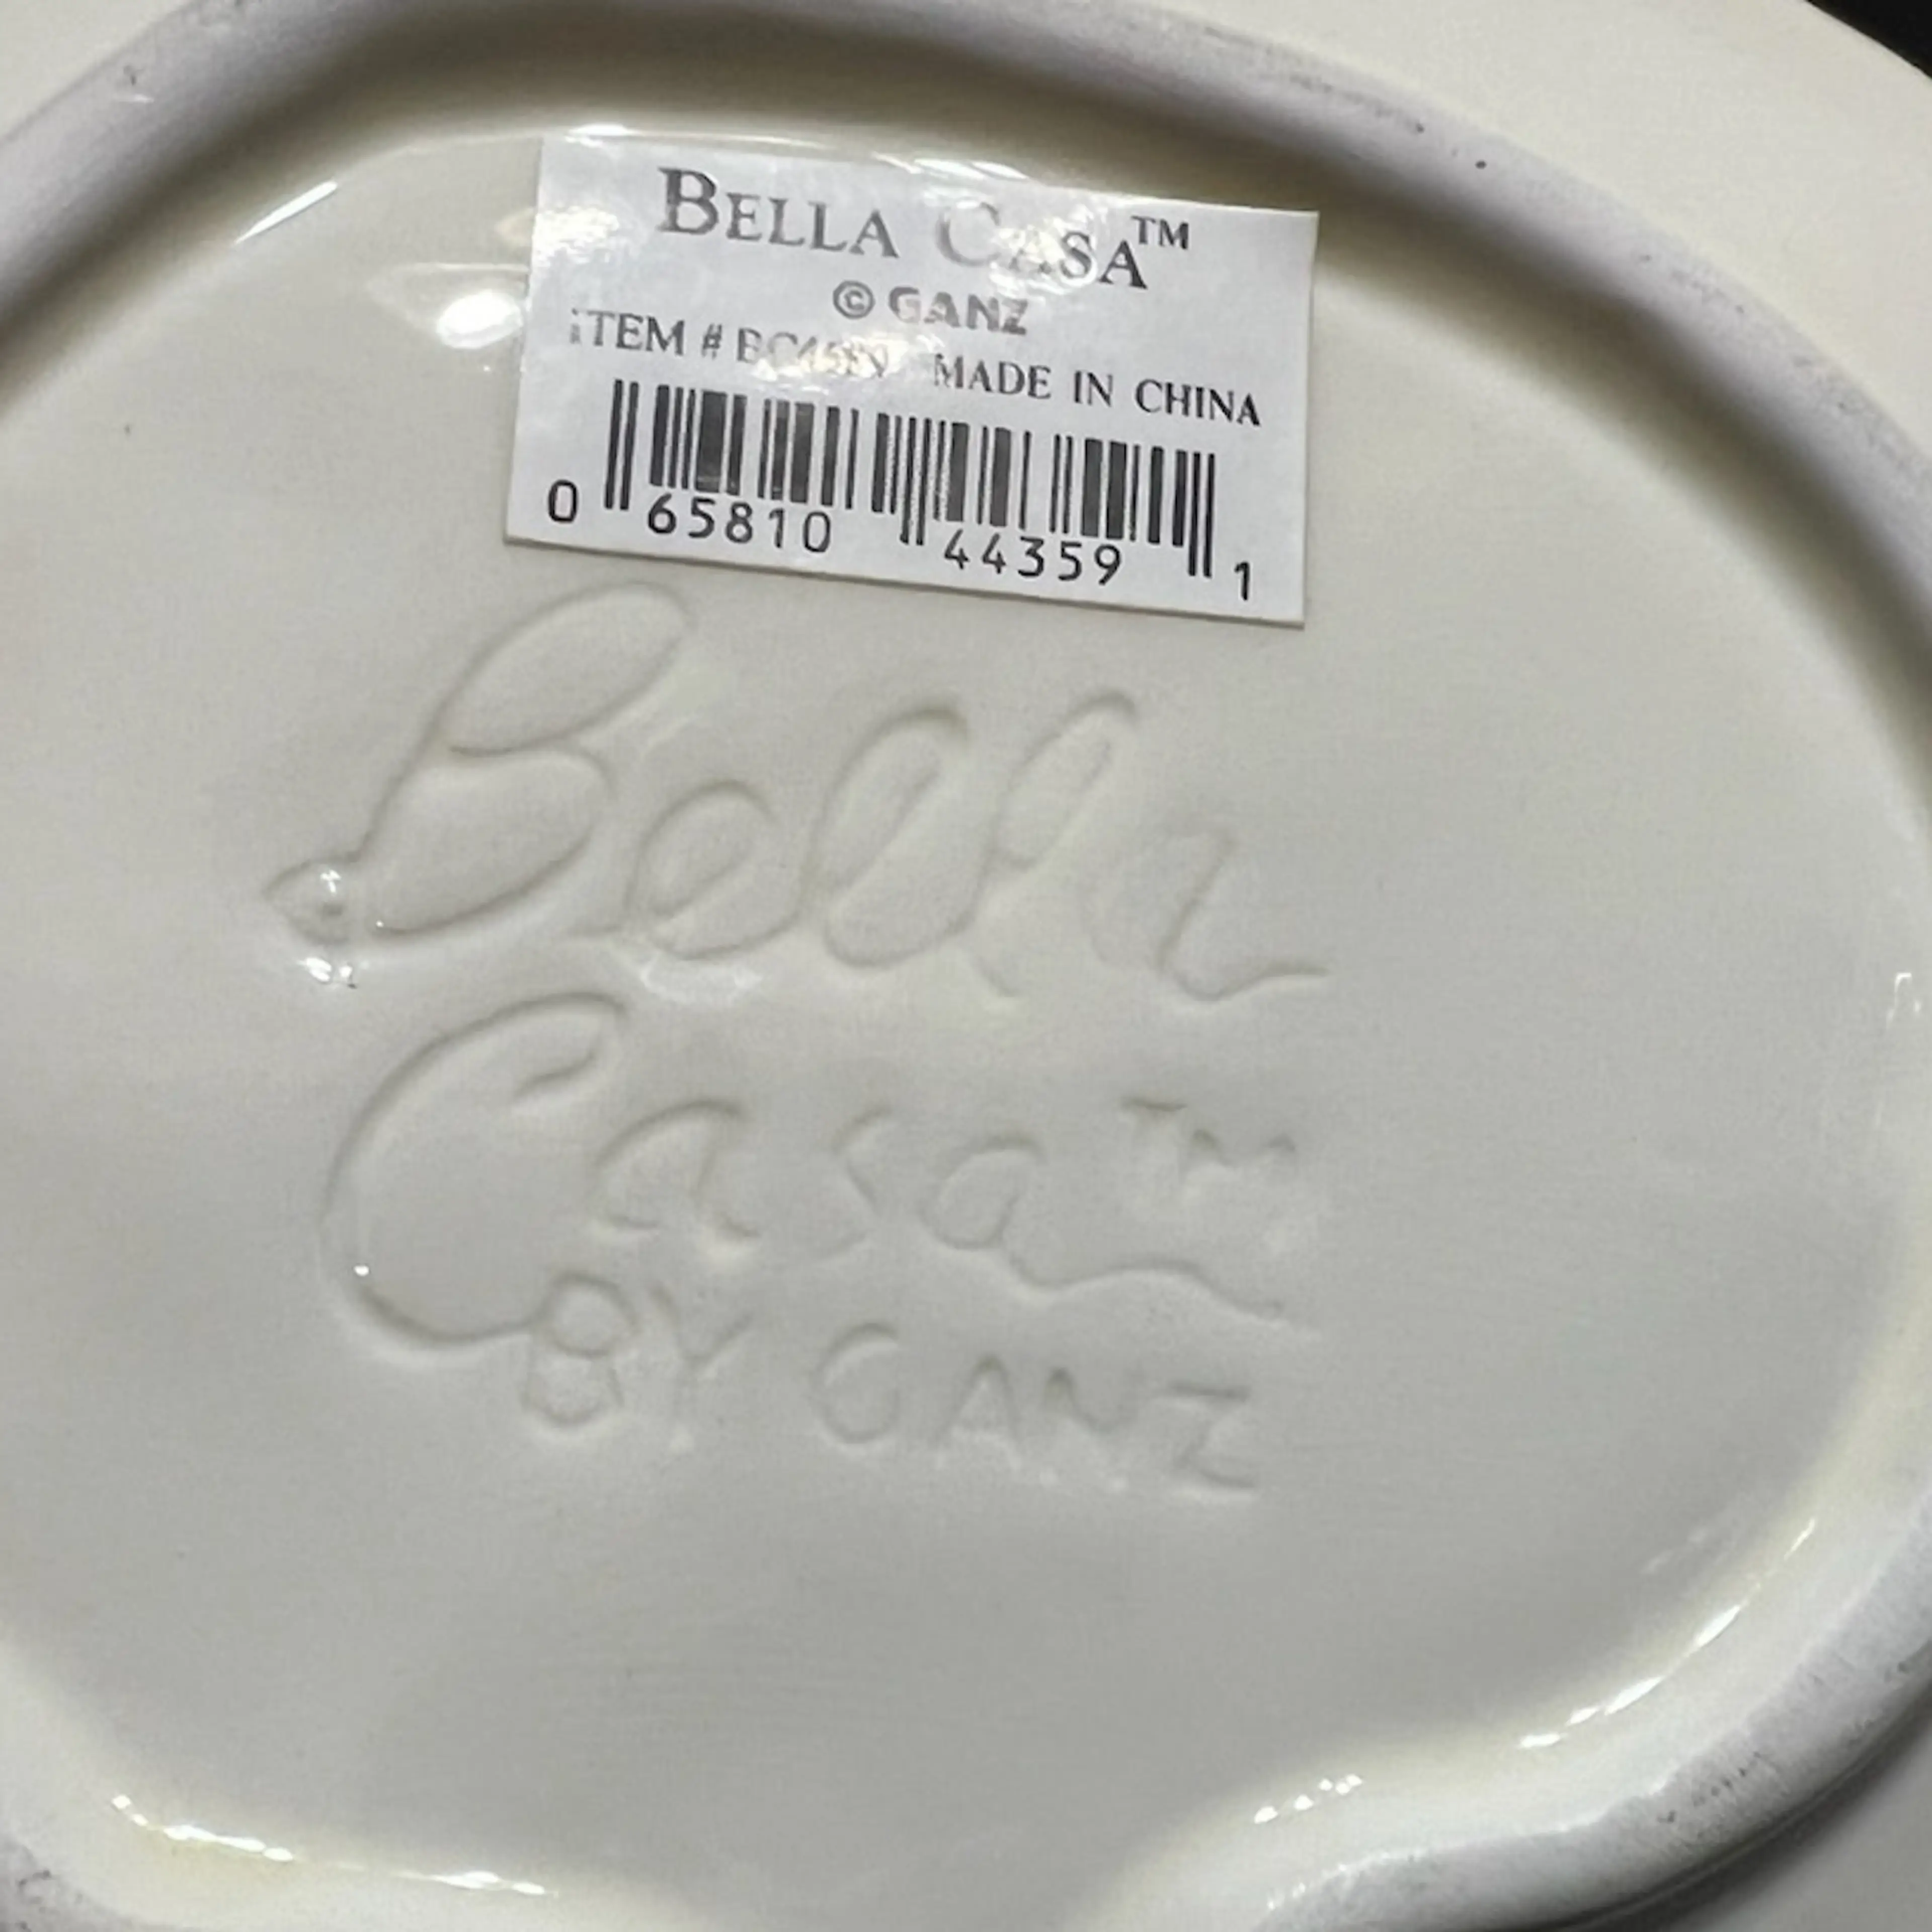 BELLA CASA™
© GANZ
ITEM # MADE IN CHINA
0 65810 44359 1
Bella
Casa™
BY GANZ